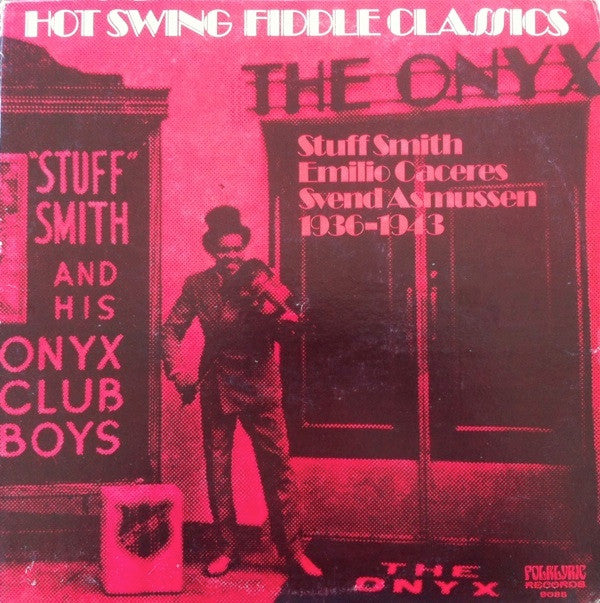 HOT SWING FIDDLE CLASSICS
THE ONYX
Stuff Smith
Emilio Caceres
Svend Asmussen
1936-1943
"STUFF"
SMITH
AND
HIS
ONYX
CLUB
BOYS
THE
ONYX
FOLKLYRIC
RECORDS
9025